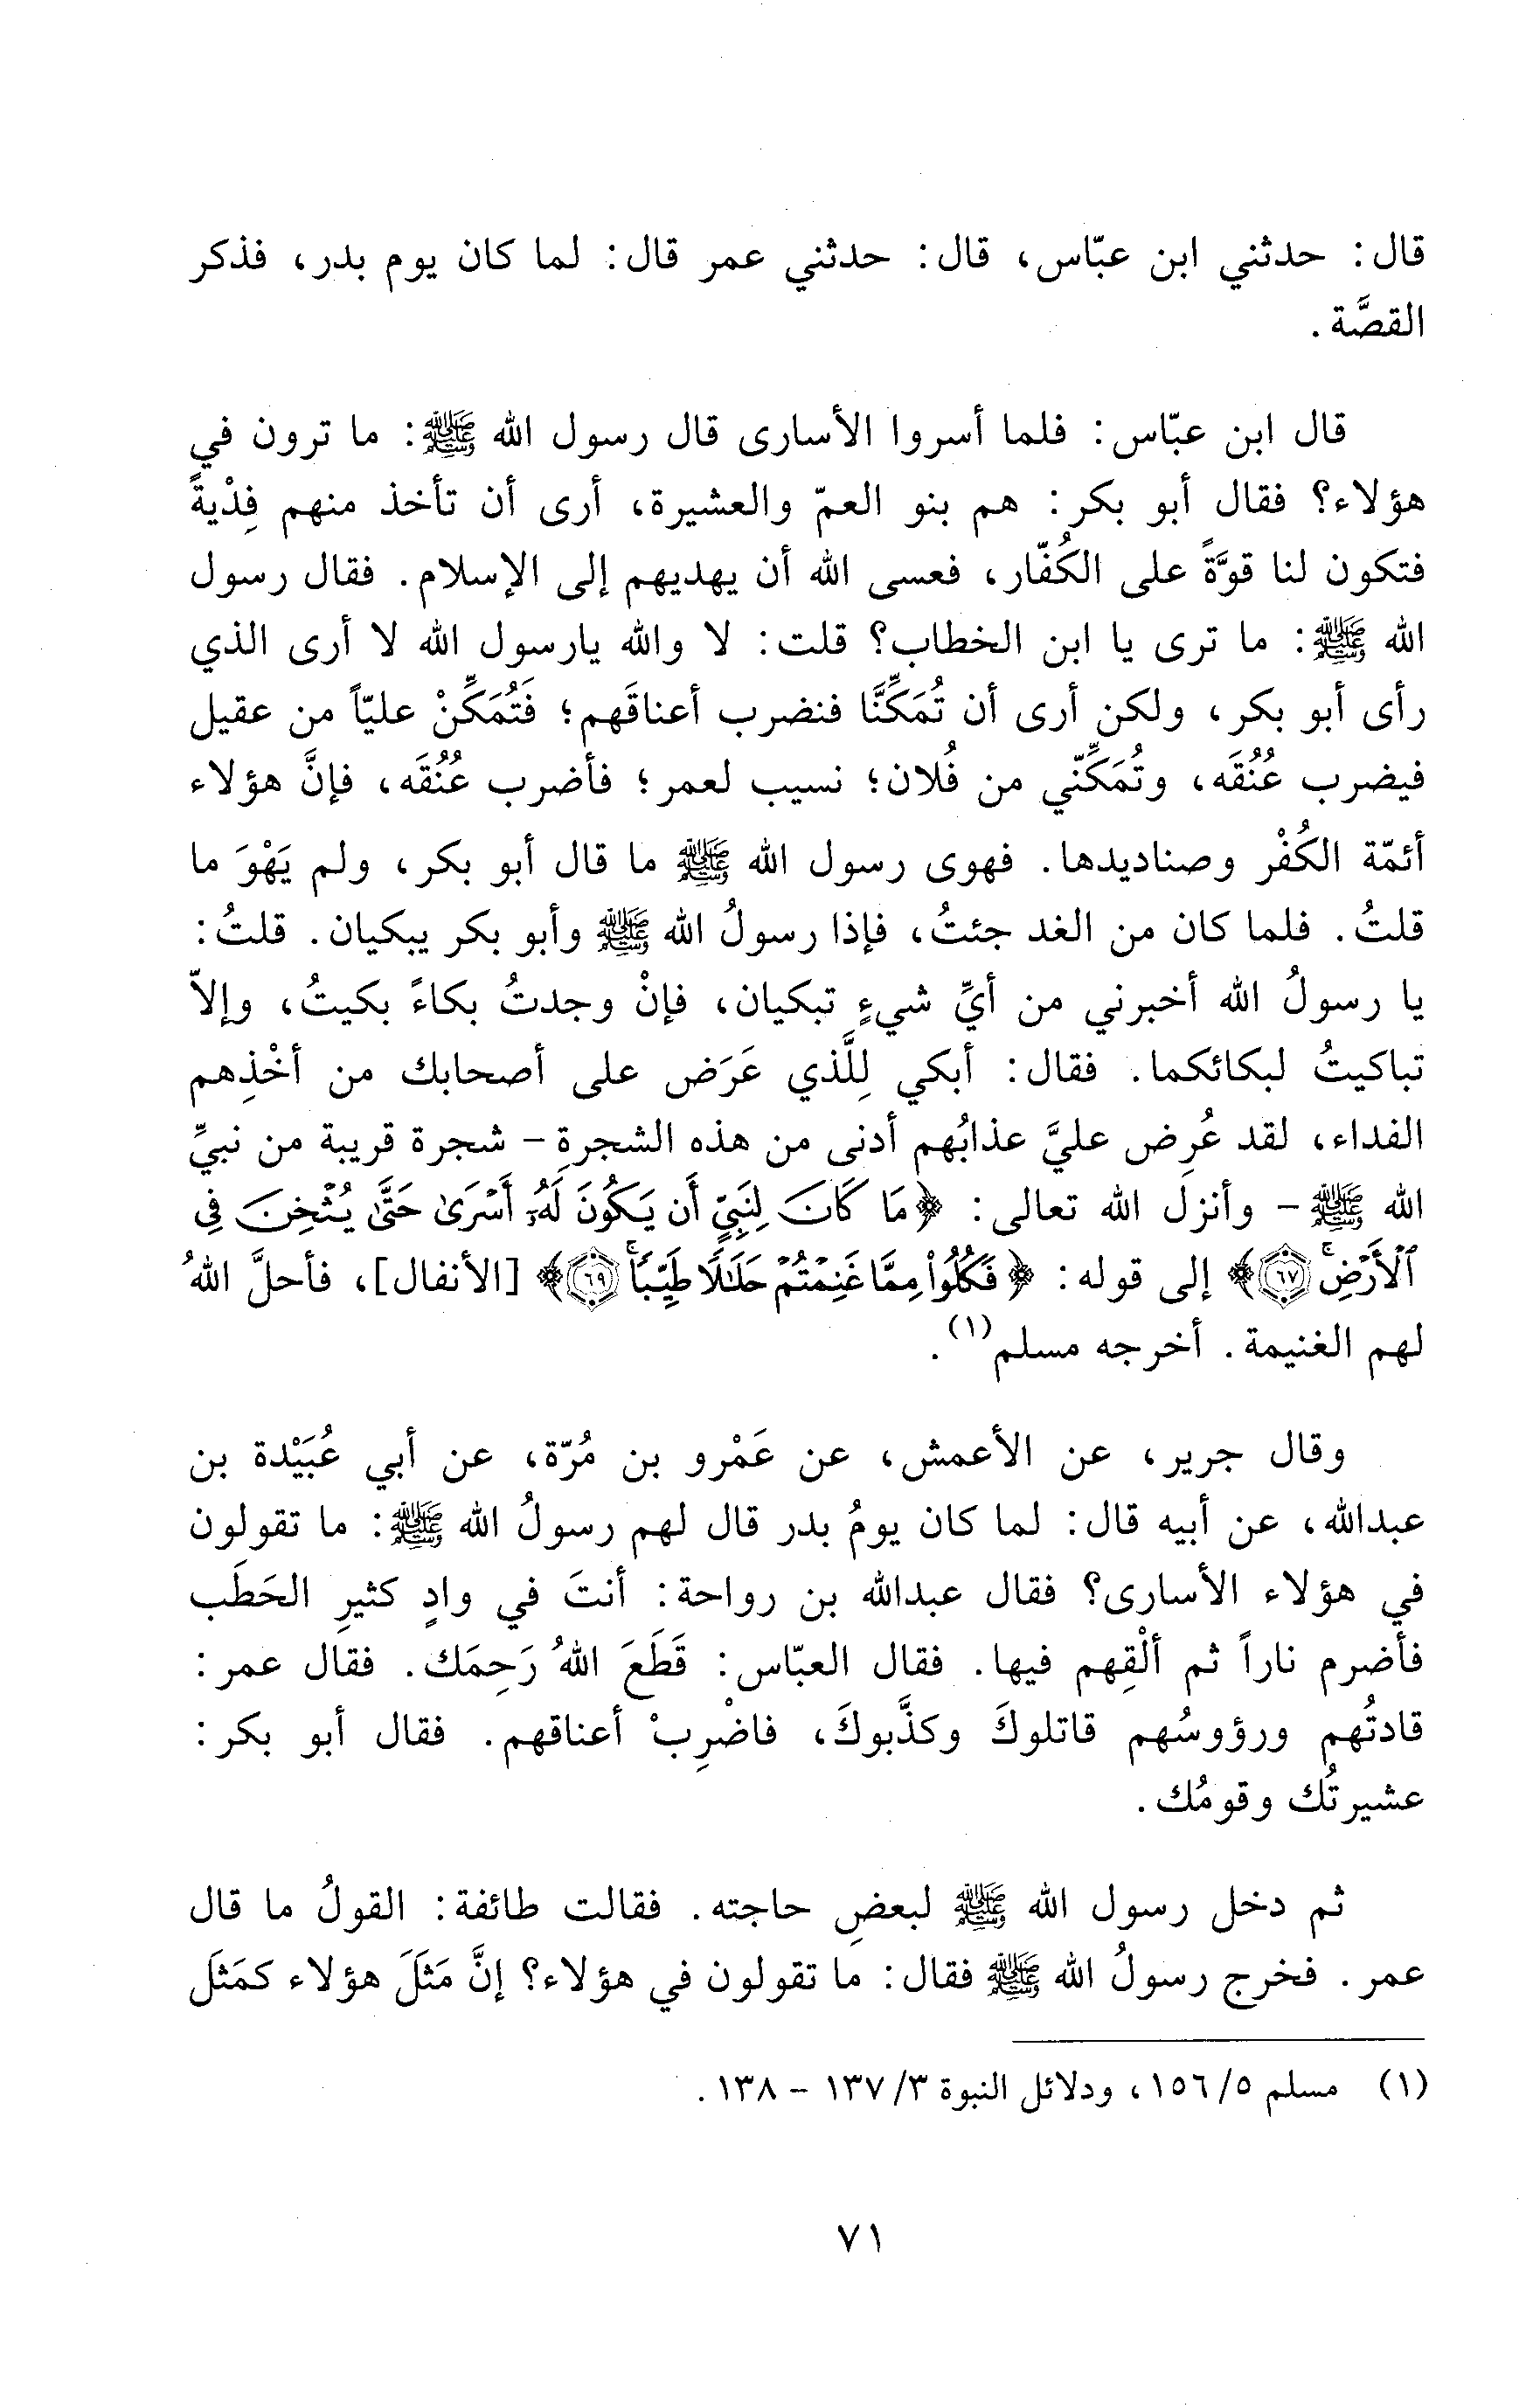 قال: حدثني ابن عبّاس، قال: حدثني عمر قال: لما كان يوم بدر، فذكر
القصَّة.
قال ابن عبّاس: فلما أسروا الأسارى قال رسول الله ﷺ: ما ترون في
هؤلاء؟ فقال أبو بكر: هم بنو العمّ والعشيرة، أرى أن تأخذ منهم فِدْيةً
فتكون لنا قوَّةً على الكُفّار، فعسى الله أن يهديهم إلى الإسلام. فقال رسول
الله ﷺ: ما ترى يا ابن الخطاب؟ قلت: لا والله يارسول الله لا أرى الذي
رأى أبو بكر، ولكن أرى أن تُمَكِّنَّا فنضرب أعناقَهم؛ فَتُمَكِّنْ عليّاً من عقيل
فيضرب عُنُقَه، وتُمَكِّنّي من فُلان؛ نسيب لعمر؛ فأضرب عُنُقَه، فإنَّ هؤلاء
أئمّة الكُفْر وصناديدها. فهوى رسول الله ﷺ ما قال أبو بكر، ولم يَهْوَ ما
قلتُ. فلما كان من الغد جئتُ، فإذا رسولُ الله ﷺ وأبو بكر يبكيان. قلتُ:
يا رسولُ الله أخبرني من أيِّ شيءٍ تبكيان، فإنْ وجدتُ بكاءً بكيتُ، وإلاّ
تباكيتُ لبكائكما. فقال: أبكي لِلَّذي عَرَض على أصحابك من أخْذِهم
الفداء، لقد عُرِض عليَّ عذابُهم أدنى من هذه الشجرةِ - شجرة قريبة من نبيِّ
الله ﷺ - وأنزل الله تعالى: ﴿مَا كَانَ لِنَبِيٍّ أَن يَكُونَ لَهُۥٓ أَسْرَىٰ حَتَّىٰ يُثْخِنَ فِى
ٱلْأَرْضِۚ ٦٧﴾ إلى قوله: ﴿فَكُلُوا۟ مِمَّا غَنِمْتُمْ حَلَٰلًا طَيِّبًاۚ ٦٩﴾ [الأنفال]، فأحلَّ اللهُ
لهم الغنيمة. أخرجه مسلم(١).
وقال جرير، عن الأعمش، عن عَمْرو بن مُرّة، عن أبي عُبَيْدة بن
عبدالله، عن أبيه قال: لما كان يومُ بدر قال لهم رسولُ الله ﷺ: ما تقولون
في هؤلاء الأسارى؟ فقال عبدالله بن رواحة: أنتَ في وادٍ كثيرِ الحَطَب
فأضرم ناراً ثم ألْقِهم فيها. فقال العبّاس: قَطَعَ اللهُ رَحِمَك. فقال عمر:
قادتُهم ورؤوسُهم قاتلوكَ وكذَّبوكَ، فاضْرِبْ أعناقهم. فقال أبو بكر:
عشيرتُك وقومُك.
ثم دخل رسول الله ﷺ لبعضِ حاجته. فقالت طائفة: القولُ ما قال
عمر. فخرج رسولُ الله ﷺ فقال: ما تقولون في هؤلاء؟ إنَّ مَثَلَ هؤلاء كمَثَل
(١) مسلم ٥/١٥٦، ودلائل النبوة ٣/١٣٧ - ١٣٨.
٧١